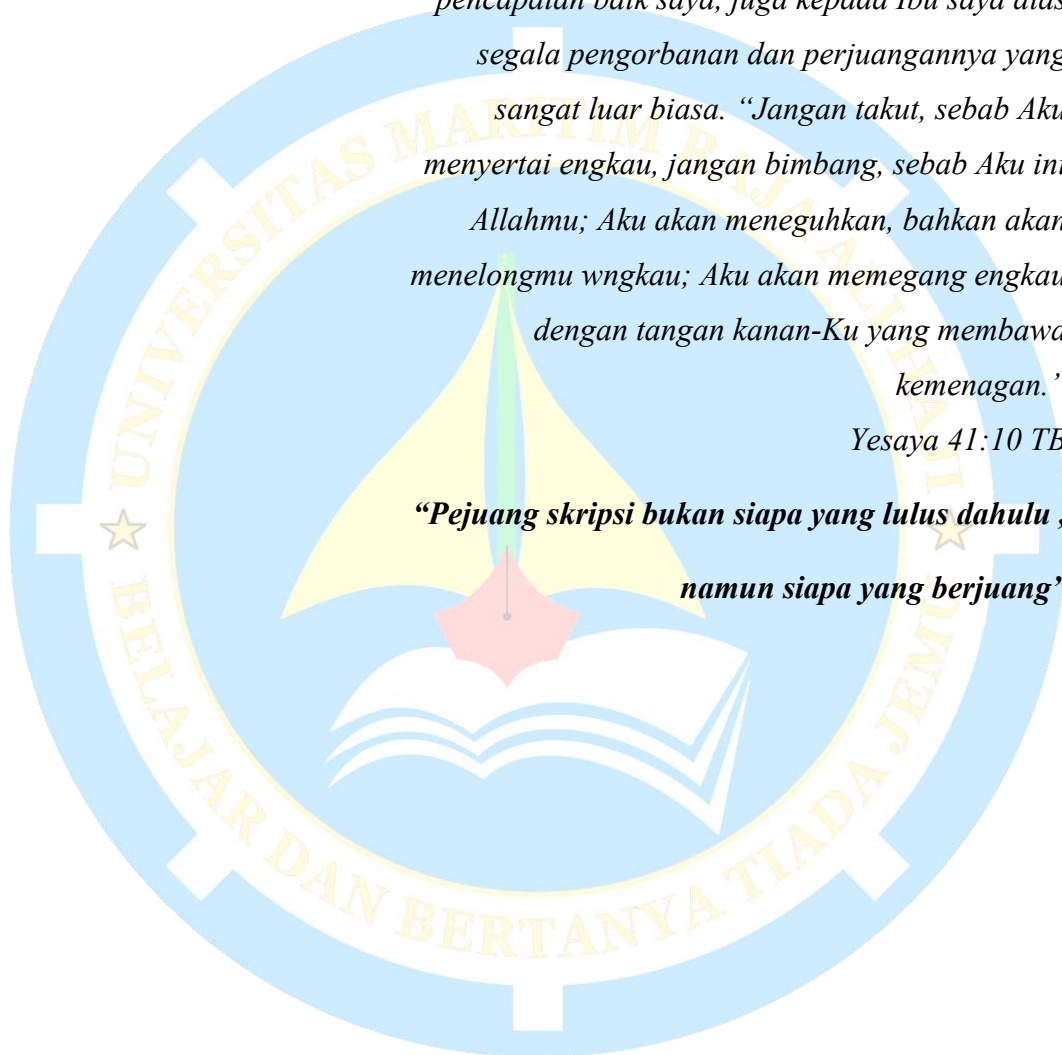 pencapaian baik saya, juga kepada Ibu saya atas
segala pengorbanan dan perjuangannya yang
sangat luar biasa. “Jangan takut, sebab Aku
menyertai engkau, jangan bimbang, sebab Aku ini
Allahmu; Aku akan meneguhkan, bahkan akan
menelongmu wngkau; Aku akan memegang engkau
dengan tangan kanan-Ku yang membawa
kemenagan.”
Yesaya 41:10 TB
“Pejuang skripsi bukan siapa yang lulus dahulu ,
namun siapa yang berjuang”
UNIVERSITAS MARITIM RAJA ALI HAJI
BELAJAR DAN BERTANYA TIADA JEMU